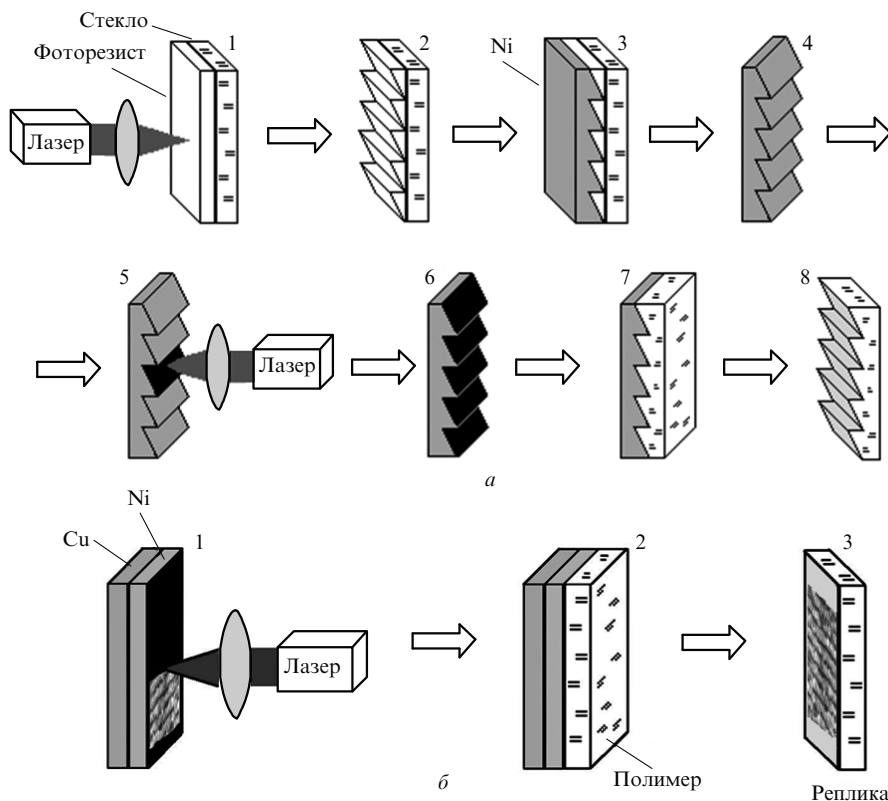 Стекло
Фоторезист
Лазер
1
2
Ni
3
4
5
Лазер
6
7
8
а
Cu
Ni
1
Лазер
2
Полимер
3
Реплика
б